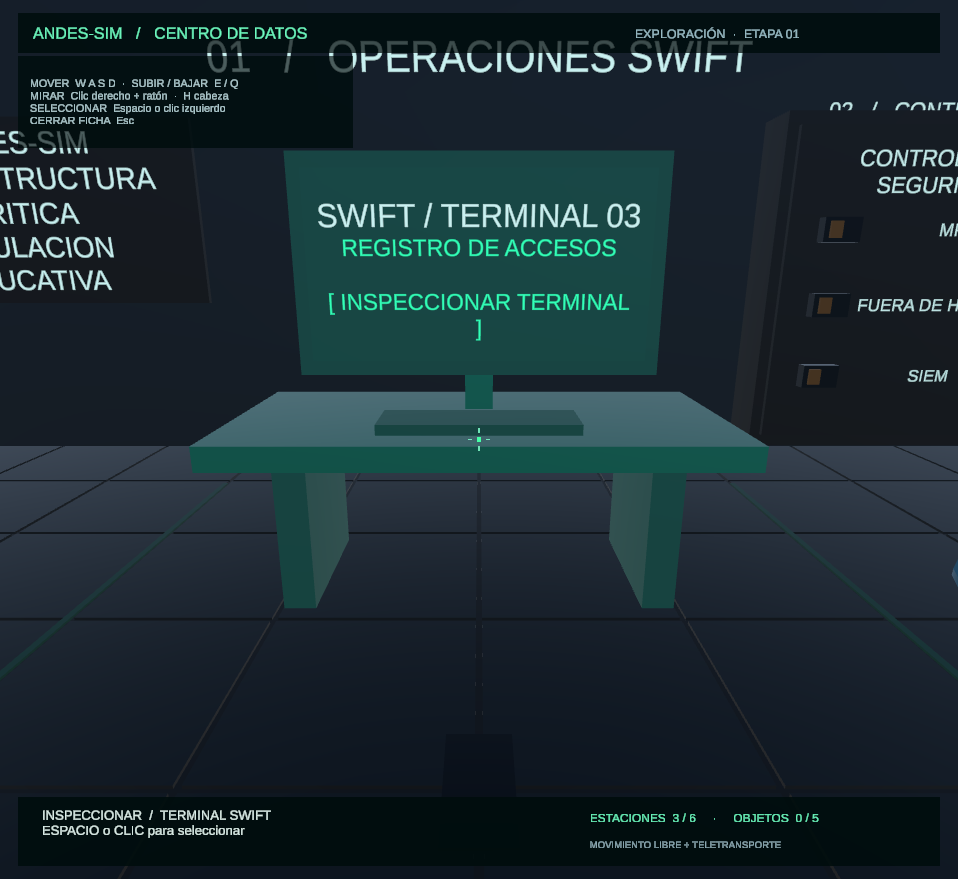 ANDES-SIM / CENTRO DE DATOS
EXPLORACIÓN · ETAPA 01
01 / OPERACIONES SWIFT
MOVER W A S D · SUBIR / BAJAR E / Q
MIRAR Clic derecho + ratón · H cabeza
SELECCIONAR Espacio o clic izquierdo
CERRAR FICHA Esc
ES-SIM
TRUCTURA
RITICA
ULACION
UCATIVA
SWIFT / TERMINAL 03
REGISTRO DE ACCESOS
[ INSPECCIONAR TERMINAL
]
02 / CONT
CONTRO
SEGURI
FUERA DE H
SIEM
INSPECCIONAR / TERMINAL SWIFT
ESPACIO o CLIC para seleccionar
ESTACIONES 3 / 6 · OBJETOS 0 / 5
MOVIMIENTO LIBRE + TELETRANSPORTE